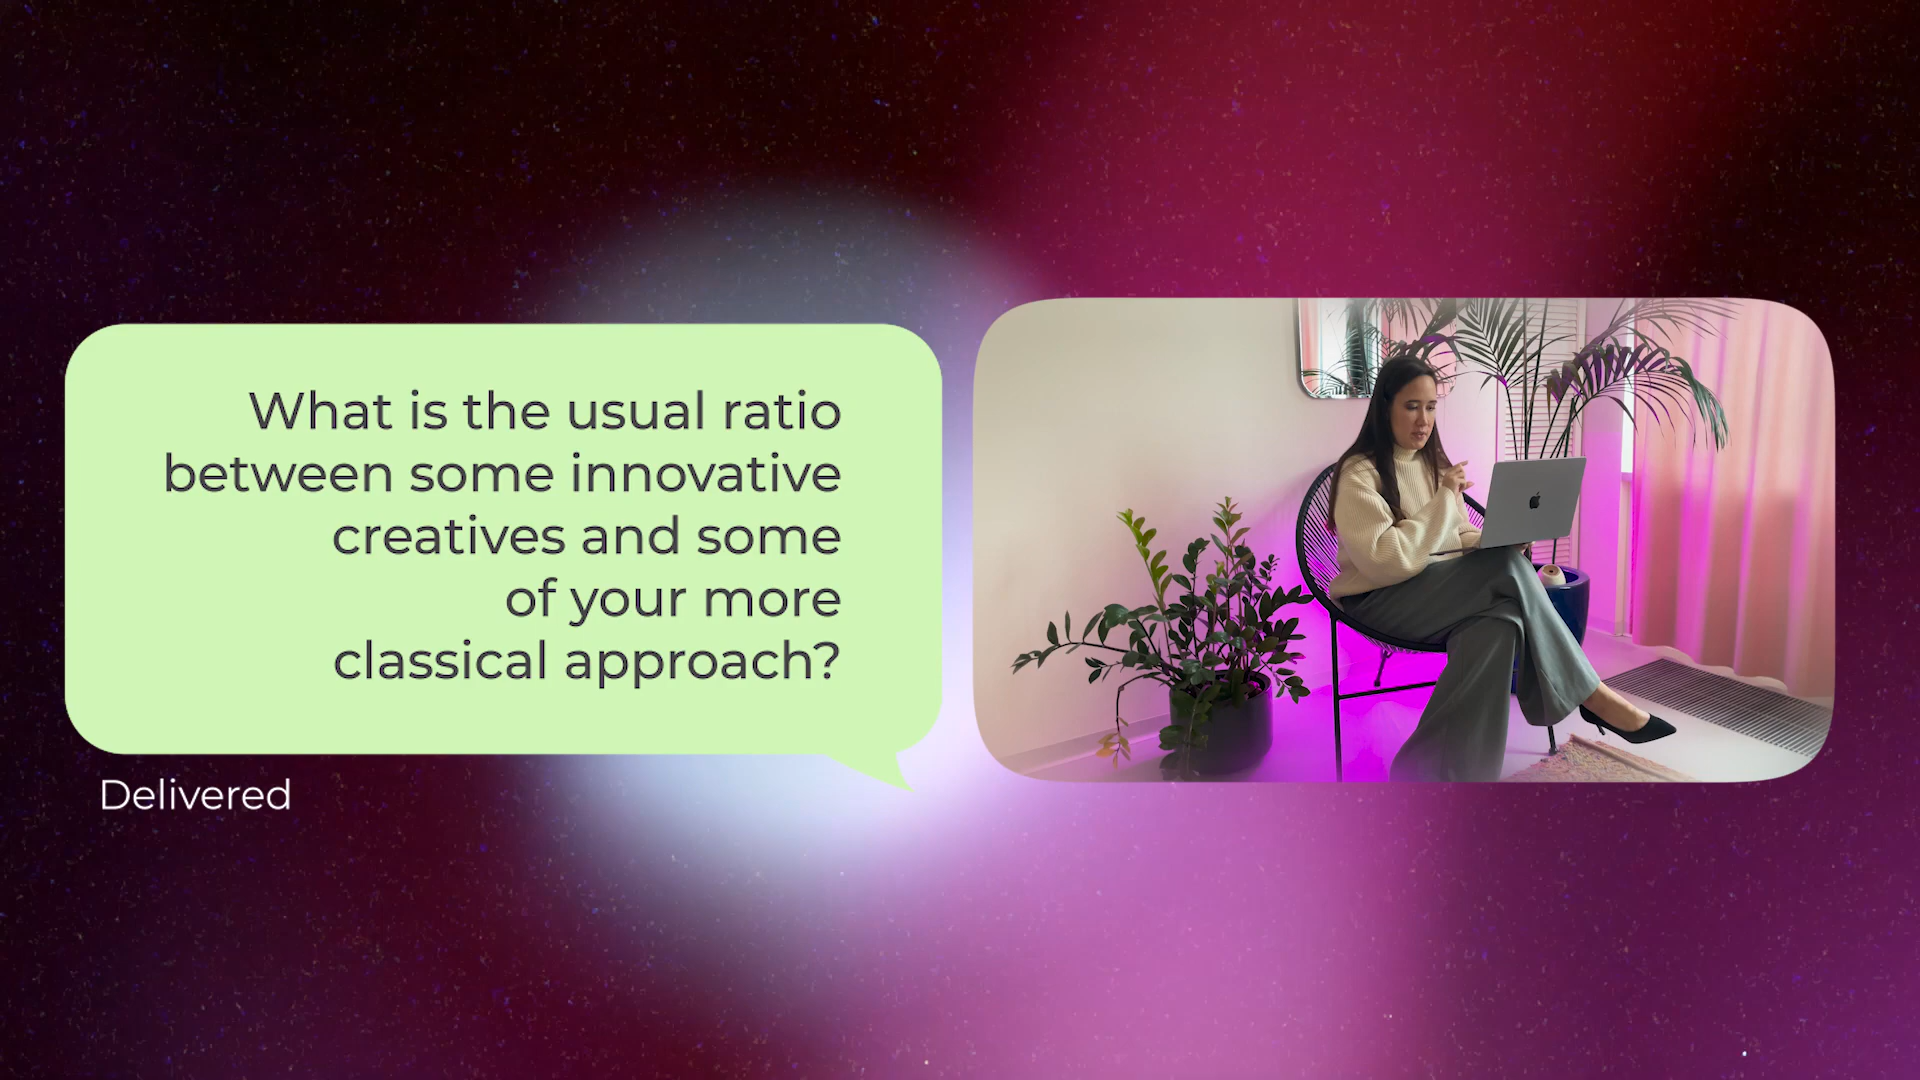 What is the usual ratio
between some innovative
creatives and some
of your more
classical approach?
Delivered